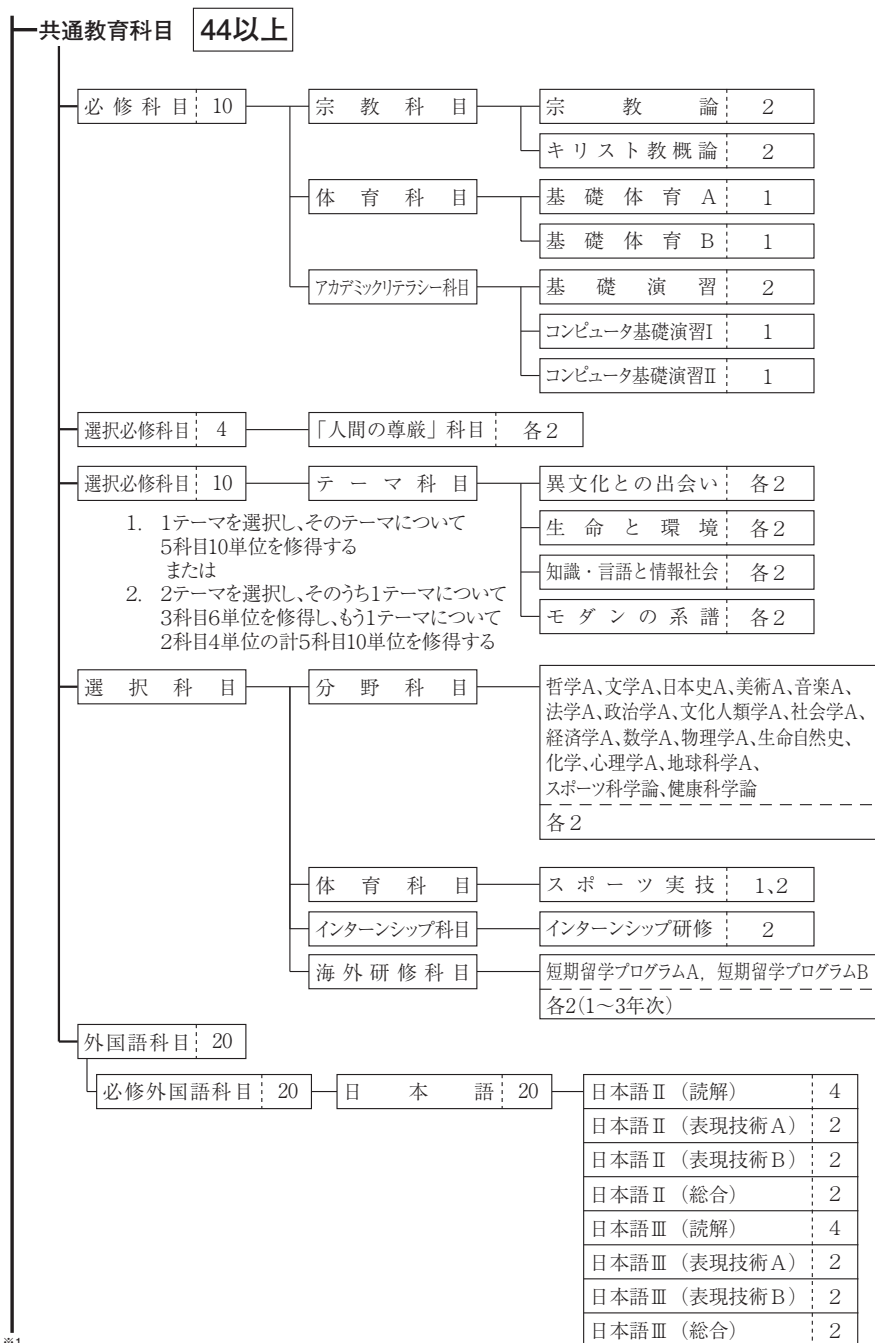 共通教育科目 44以上
必修科目 10 宗教科目 宗教論 2
キリスト教概論 2
体育科目 基礎体育A 1
基礎体育B 1
アカデミックリテラシー科目 基礎演習 2
コンピュータ基礎演習I 1
コンピュータ基礎演習II 1
選択必修科目 4 「人間の尊厳」科目 各2
選択必修科目 10 テーマ科目 異文化との出会い 各2
生命と環境 各2
知識・言語と情報社会 各2
モダンの系譜 各2
1. 1テーマを選択し、そのテーマについて
5科目10単位を修得する
または
2. 2テーマを選択し、そのうち1テーマについて
3科目6単位を修得し、もう1テーマについて
2科目4単位の計5科目10単位を修得する
選択科目 分野科目
哲学A、文学A、日本史A、美術A、音楽A、
法学A、政治学A、文化人類学A、社会学A、
経済学A、数学A、物理学A、生命自然史、
化学、心理学A、地球科学A、
スポーツ科学論、健康科学論
各2
体育科目 スポーツ実技 1、2
インターンシップ科目 インターンシップ研修 2
海外研修科目 短期留学プログラムA, 短期留学プログラムB
各2(1〜3年次)
外国語科目 20
必修外国語科目 20 日本語 20 日本語Ⅱ(読解) 4
日本語Ⅱ(表現技術A) 2
日本語Ⅱ(表現技術B) 2
日本語Ⅱ(総合) 2
日本語Ⅲ(読解) 4
日本語Ⅲ(表現技術A) 2
日本語Ⅲ(表現技術B) 2
日本語Ⅲ(総合) 2
※1